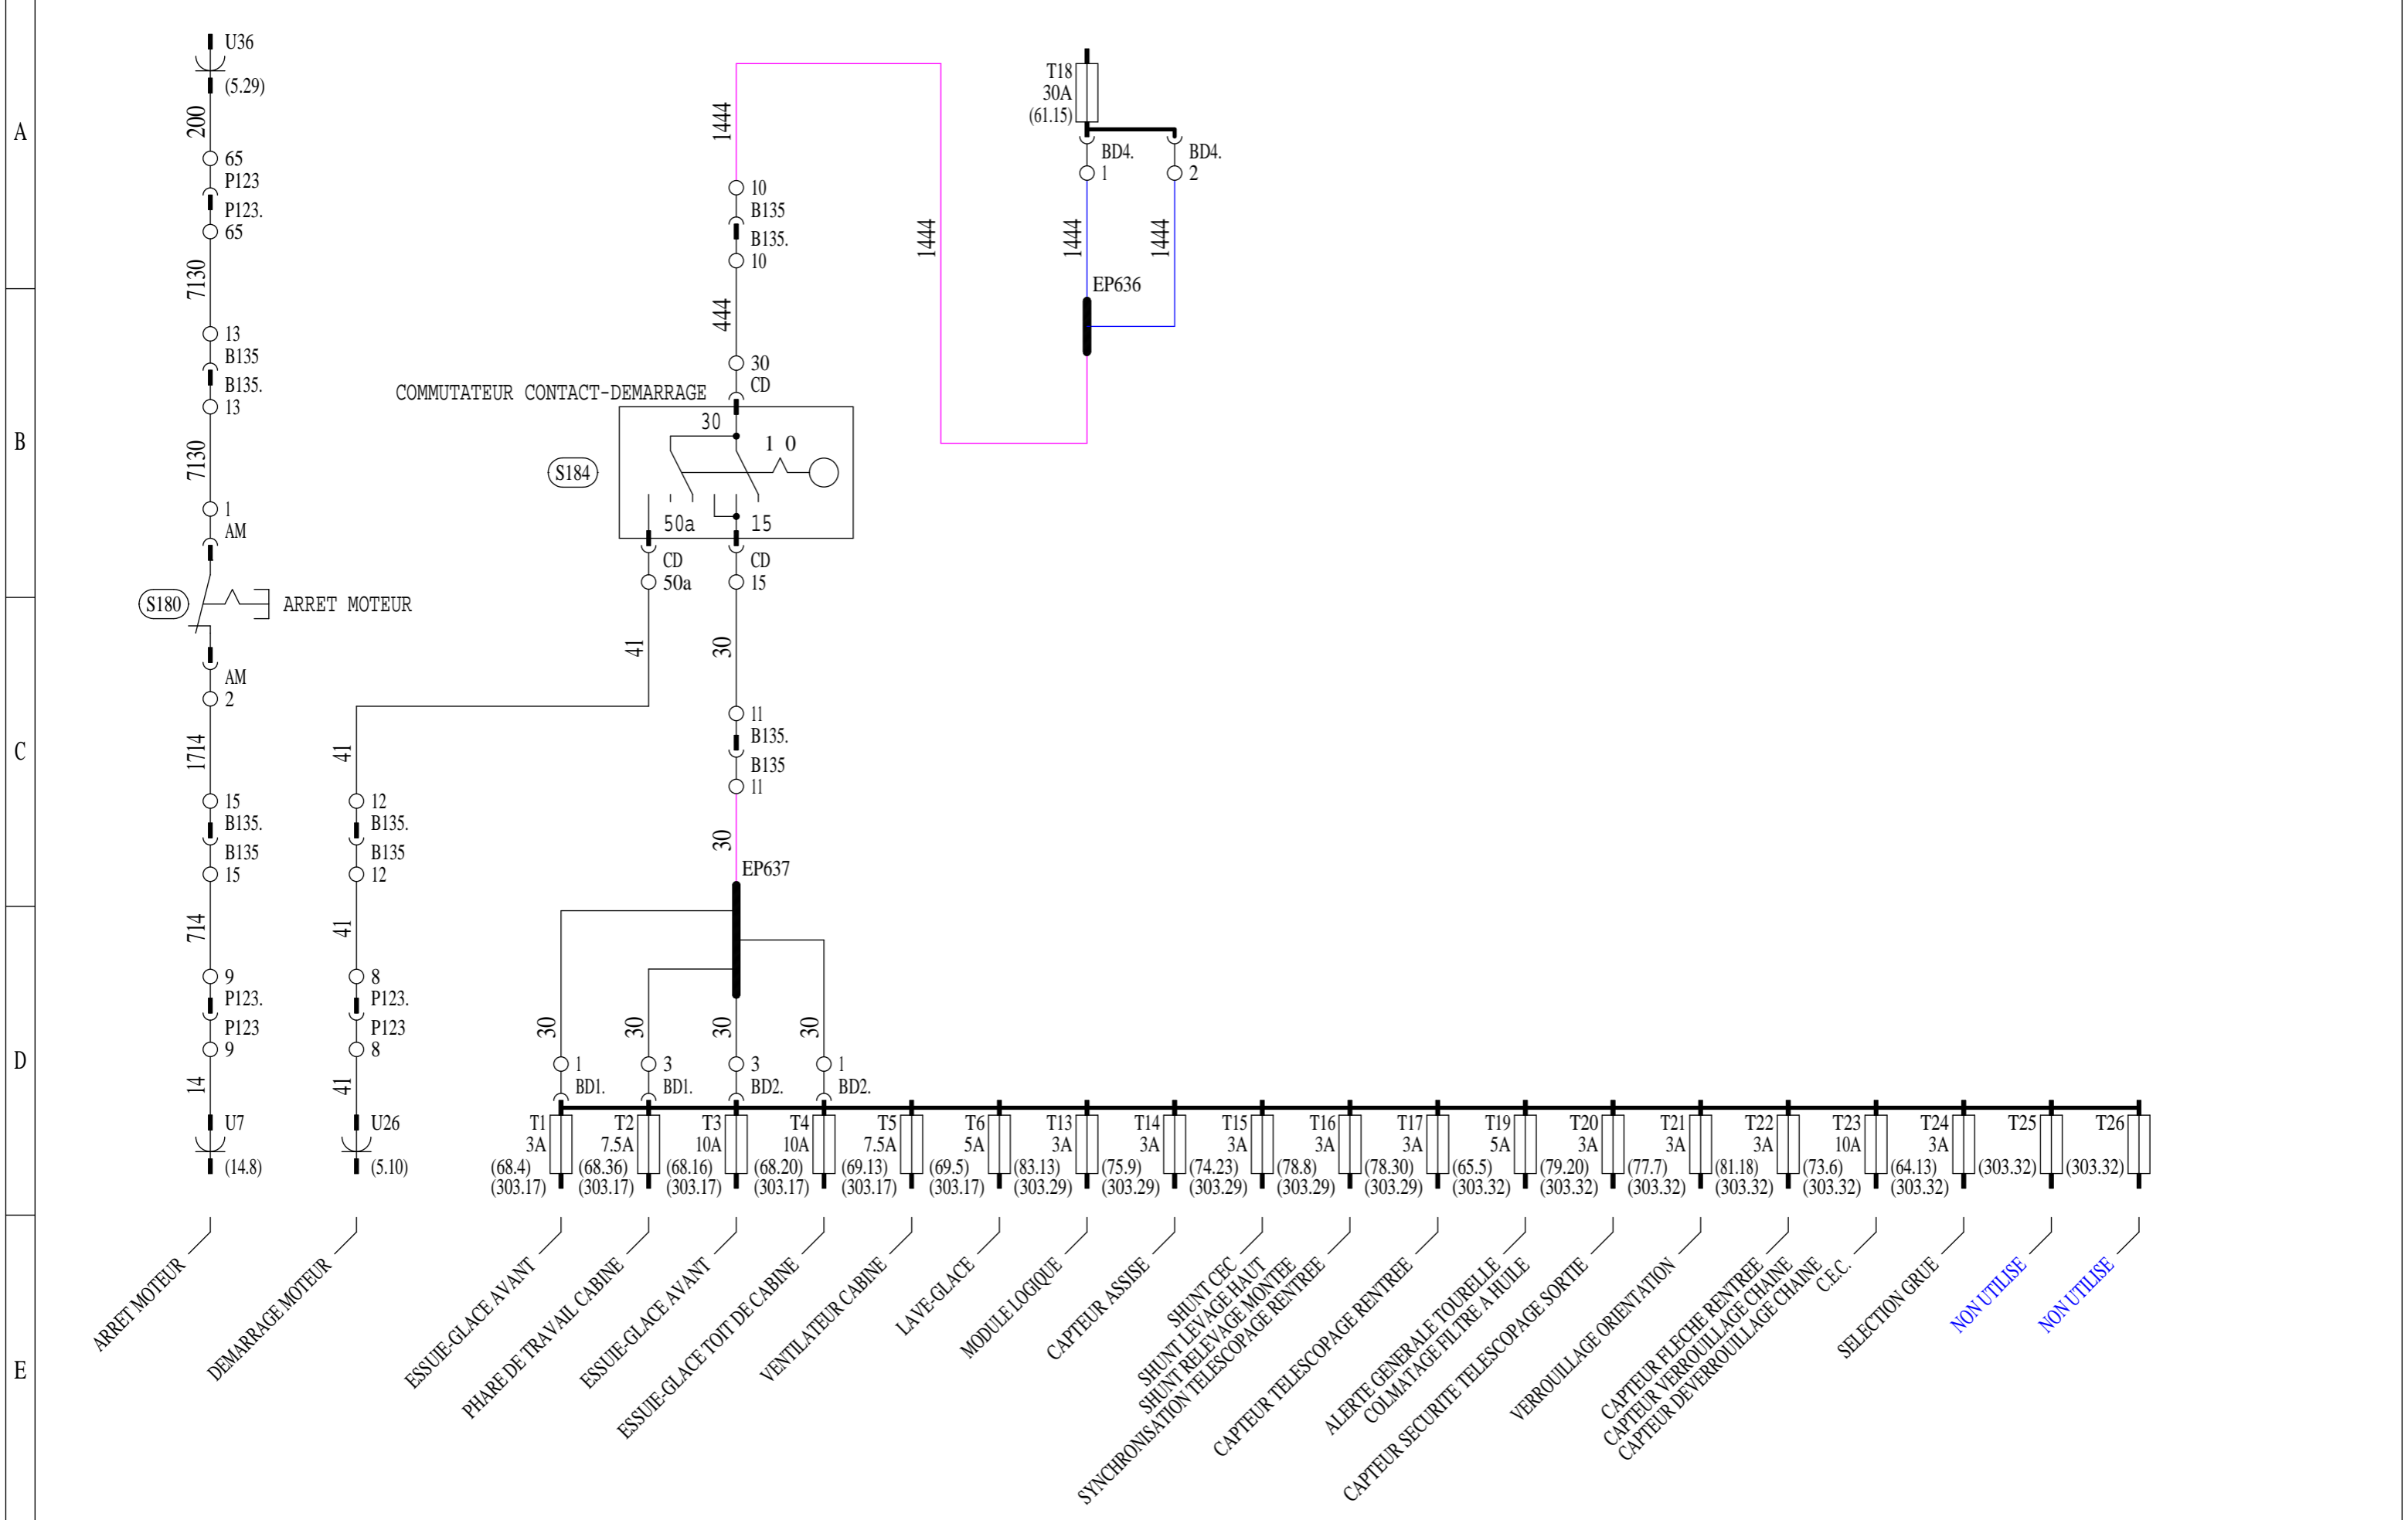 A
B
C
D
E
U36
(5.29)
200
65
P123
P123.
65
7130
13
B135
B135.
13
7130
1
AM
S180
ARRET MOTEUR
AM
2
1714
15
B135.
B135
15
714
9
P123.
P123
9
14
U7
(14.8)
ARRET MOTEUR
41
12
B135.
B135
12
41
8
P123.
P123
8
41
U26
(5.10)
DEMARRAGE MOTEUR
1444
10
B135
B135.
10
444
30
CD
COMMUTATEUR CONTACT-DEMARRAGE
30
1 0
S184
50a
15
CD
50a
CD
15
41
30
11
B135.
B135
11
30
EP637
1444
T18
30A
(61.15)
BD4.
1
BD4.
2
1444
1444
EP636
30
30
30
30
1
BD1.
3
BD1.
3
BD2.
1
BD2.
T1
3A
(68.4)
(303.17)
T2
7.5A
(68.36)
(303.17)
T3
10A
(68.16)
(303.17)
T4
10A
(68.20)
(303.17)
T5
7.5A
(69.13)
(303.17)
T6
5A
(69.5)
(303.17)
T13
3A
(83.13)
(303.29)
T14
3A
(75.9)
(303.29)
T15
3A
(74.23)
(303.29)
T16
3A
(78.8)
(303.29)
T17
3A
(78.30)
(303.29)
T19
5A
(65.5)
(303.32)
T20
3A
(79.20)
(303.32)
T21
3A
(77.7)
(303.32)
T22
3A
(81.18)
(303.32)
T23
10A
(73.6)
(303.32)
T24
3A
(64.13)
(303.32)
T25
(303.32)
T26
(303.32)
ESSUIE-GLACE AVANT
PHARE DE TRAVAIL CABINE
ESSUIE-GLACE AVANT
ESSUIE-GLACE TOIT DE CABINE
VENTILATEUR CABINE
LAVE-GLACE
MODULE LOGIQUE
CAPTEUR ASSISE
SHUNT CEC
SHUNT LEVAGE HAUT
SHUNT RELEVAGE MONTEE
SYNCHRONISATION TELESCOPAGE RENTREE
CAPTEUR TELESCOPAGE RENTREE
ALERTE GENERALE TOURELLE
COLMATAGE FILTRE A HUILE
CAPTEUR SECURITE TELESCOPAGE SORTIE
VERROUILLAGE ORIENTATION
CAPTEUR FLECHE RENTREE
CAPTEUR VERROUILLAGE CHAINE
CAPTEUR DEVERROUILLAGE CHAINE
C.E.C.
SELECTION GRUE
NON UTILISE
NON UTILISE